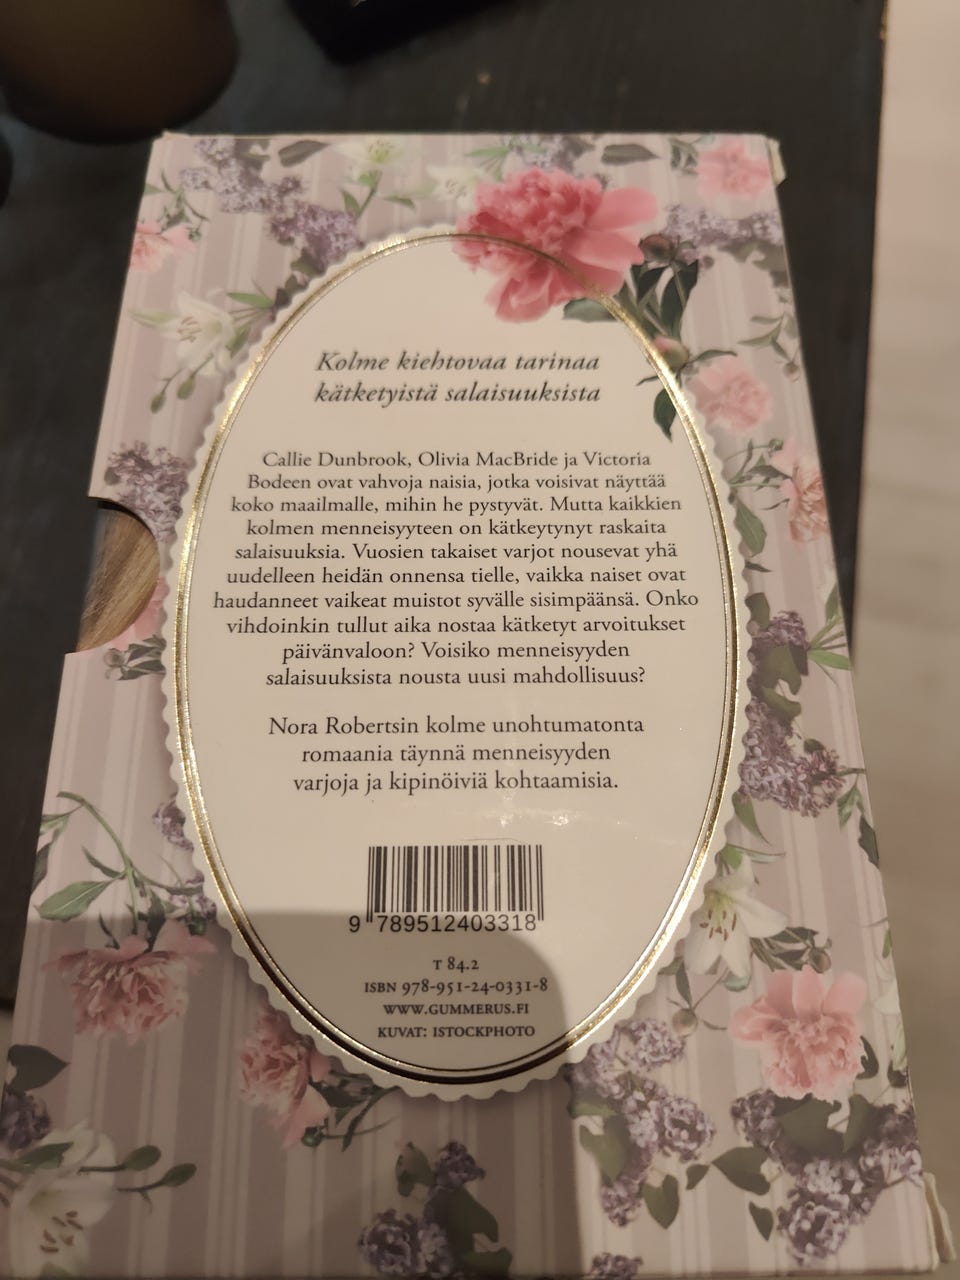 Kolme kiehtovaa tarinaa
kätketyistä salaisuuksista
Callie Dunbrook, Olivia MacBride ja Victoria
Bodeen ovat vahvoja naisia, jotka voisivat näyttää
koko maailmalle, mihin he pystyvät. Mutta kaikkien
kolmen menneisyyteen on kätkeytynyt raskaita
salaisuuksia. Vuosien takaiset varjot nousevat yhä
uudelleen heidän onnensa tielle, vaikka naiset ovat
haudanneet vaikeat muistot syvälle sisimpäänsä. Onko
vihdoinkin tullut aika nostaa kätketyt arvoitukset
päivänvaloon? Voisiko menneisyyden
salaisuuksista nousta uusi mahdollisuus?
Nora Robertsin kolme unohtumatonta
romaania täynnä menneisyyden
varjoja ja kipinöiviä kohtaamisia.
9 789512403318
T 84.2
ISBN 978-951-24-0331-8
WWW.GUMMERUS.FI
KUVAT: ISTOCKPHOTO